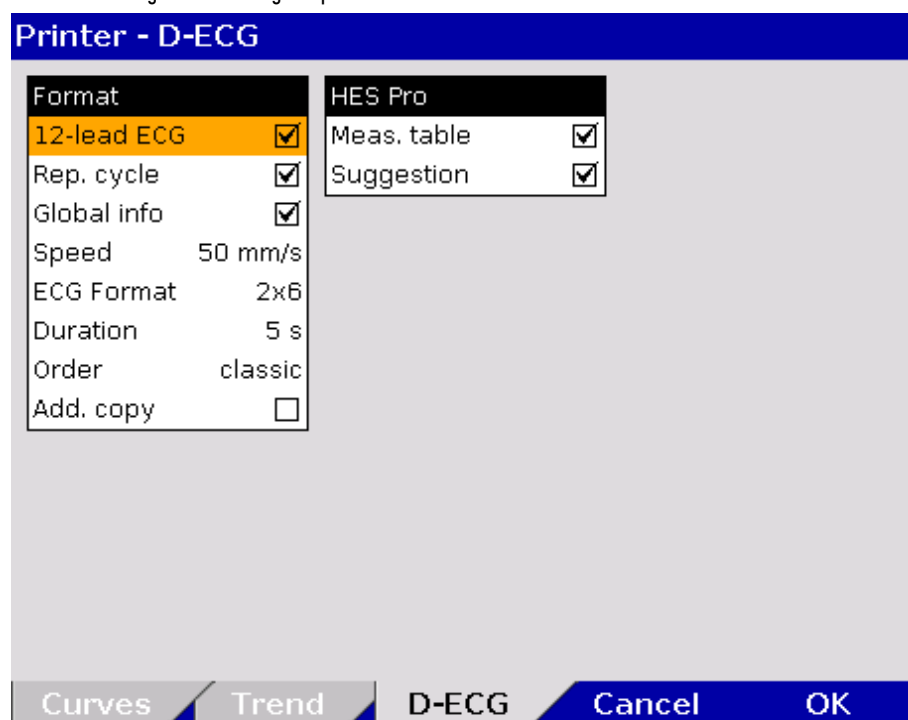 Printer - D-ECG
Format
12-lead ECG
Rep. cycle
Global info
Speed 50 mm/s
ECG Format 2x6
Duration 5 s
Order classic
Add. copy
HES Pro
Meas. table
Suggestion
Curves Trend D-ECG Cancel OK